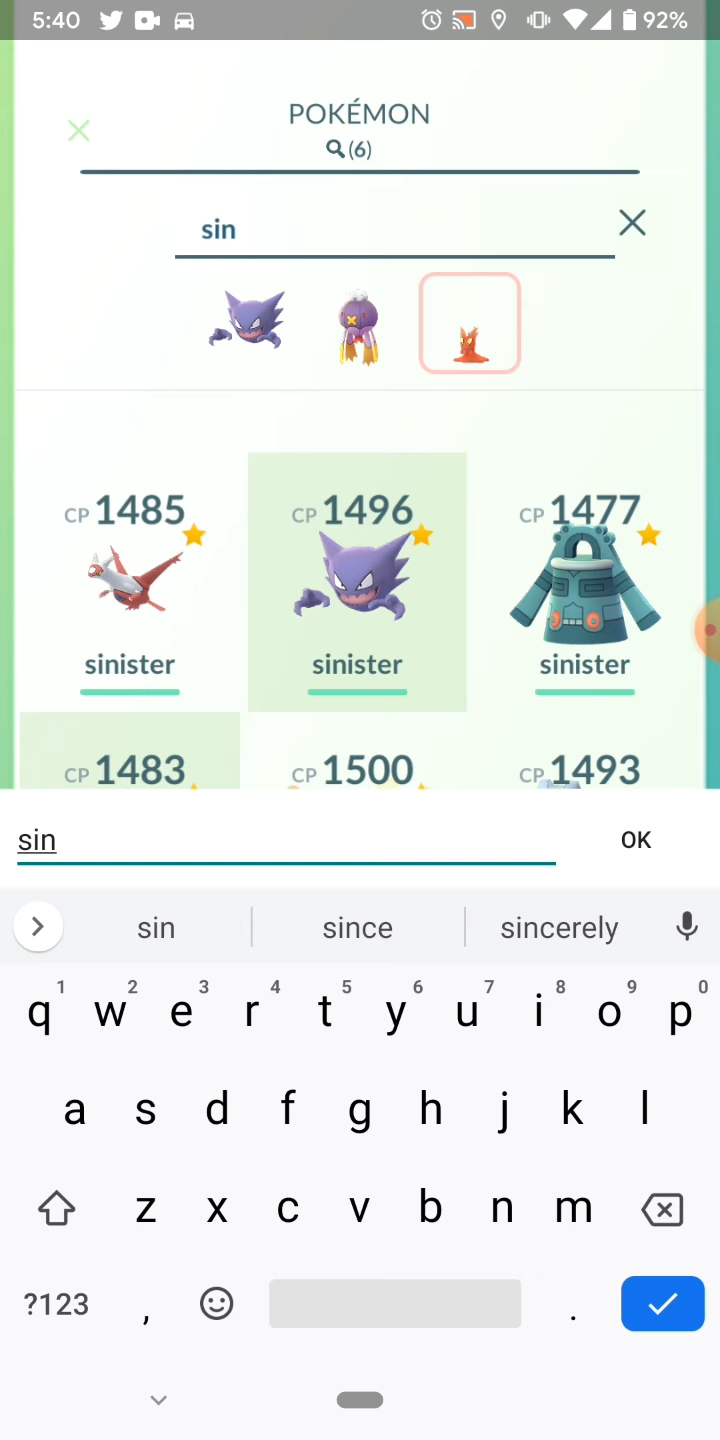 5:40 92%
POKÉMON
(6)
sin
CP 1485 CP 1496 CP 1477
sinister sinister sinister
CP 1483 CP 1500 CP 1493
sin OK
sin since sincerely
1 2 3 4 5 6 7 8 9 0
q w e r t y u i o p
a s d f g h j k l
z x c v b n m
?123 , .